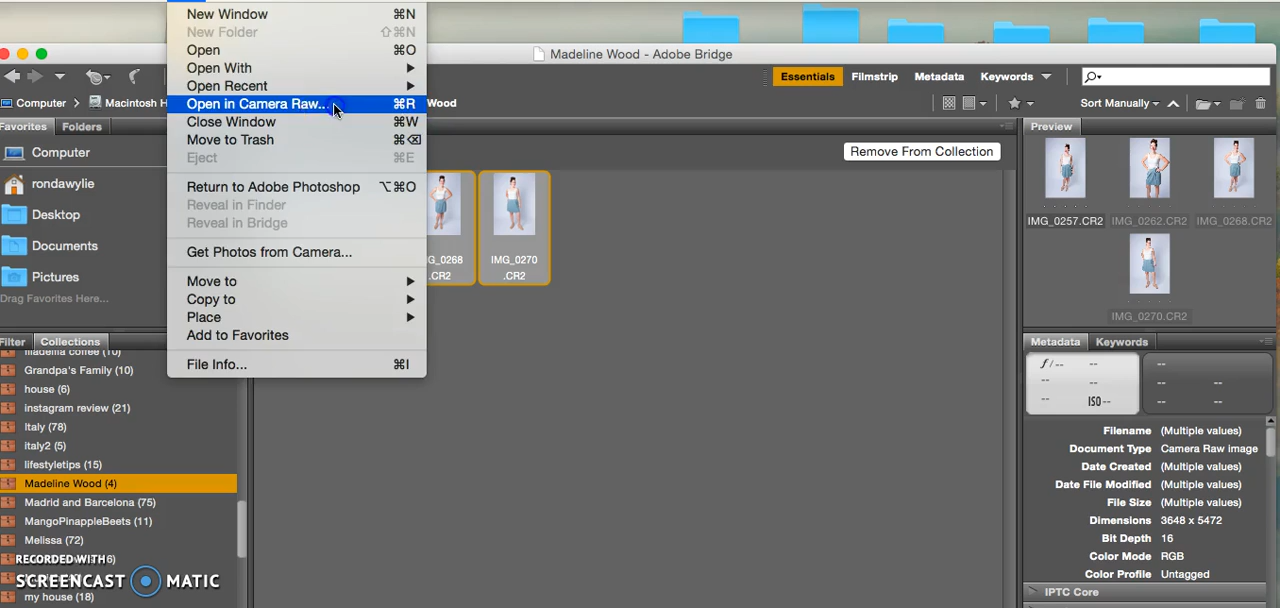 New Window ⌘N
New Folder ⇧⌘N
Open ⌘O
Open With
Open Recent
Open in Camera Raw... ⌘R
Close Window ⌘W
Move to Trash ⌘⌫
Eject ⌘E
Return to Adobe Photoshop ⌥⌘O
Reveal in Finder
Reveal in Bridge
Get Photos from Camera...
Move to
Copy to
Place
Add to Favorites
File Info... ⌘I
Madeline Wood - Adobe Bridge
Essentials Filmstrip Metadata Keywords
Computer Macintosh H Wood
Sort Manually
Favorites Folders
Computer
rondawylie
Desktop
Documents
Pictures
Drag Favorites Here...
Remove From Collection
G_0268
.CR2
IMG_0270
.CR2
Preview
IMG_0257.CR2 IMG_0262.CR2 IMG_0268.CR2
IMG_0270.CR2
Filter Collections
Grandpa's Family (10)
house (6)
instagram review (21)
Italy (78)
italy2 (5)
lifestyletips (15)
Madeline Wood (4)
Madrid and Barcelona (75)
MangoPinappleBeets (11)
Melissa (72)
my house (18)
RECORDED WITH
SCREENCAST MATIC
Metadata Keywords
ƒ/-- --
-- --
-- ISO--
--
-- --
-- --
Filename (Multiple values)
Document Type Camera Raw image
Date Created (Multiple values)
Date File Modified (Multiple values)
File Size (Multiple values)
Dimensions 3648 x 5472
Bit Depth 16
Color Mode RGB
Color Profile Untagged
IPTC Core